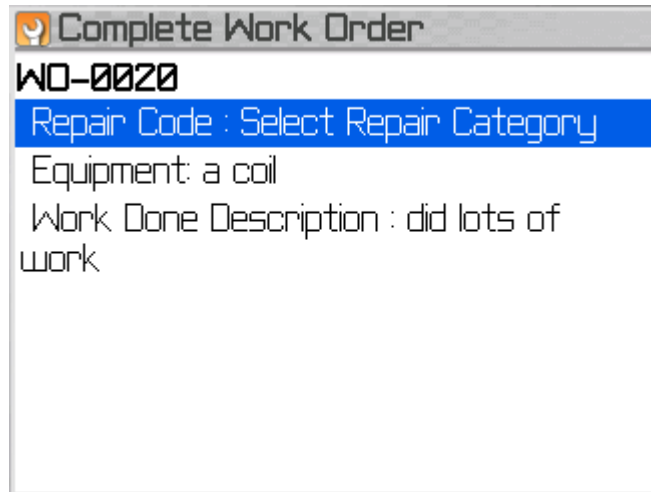 Complete Work Order
WO-0020
Repair Code : Select Repair Category
Equipment: a coil
Work Done Description : did lots of
work